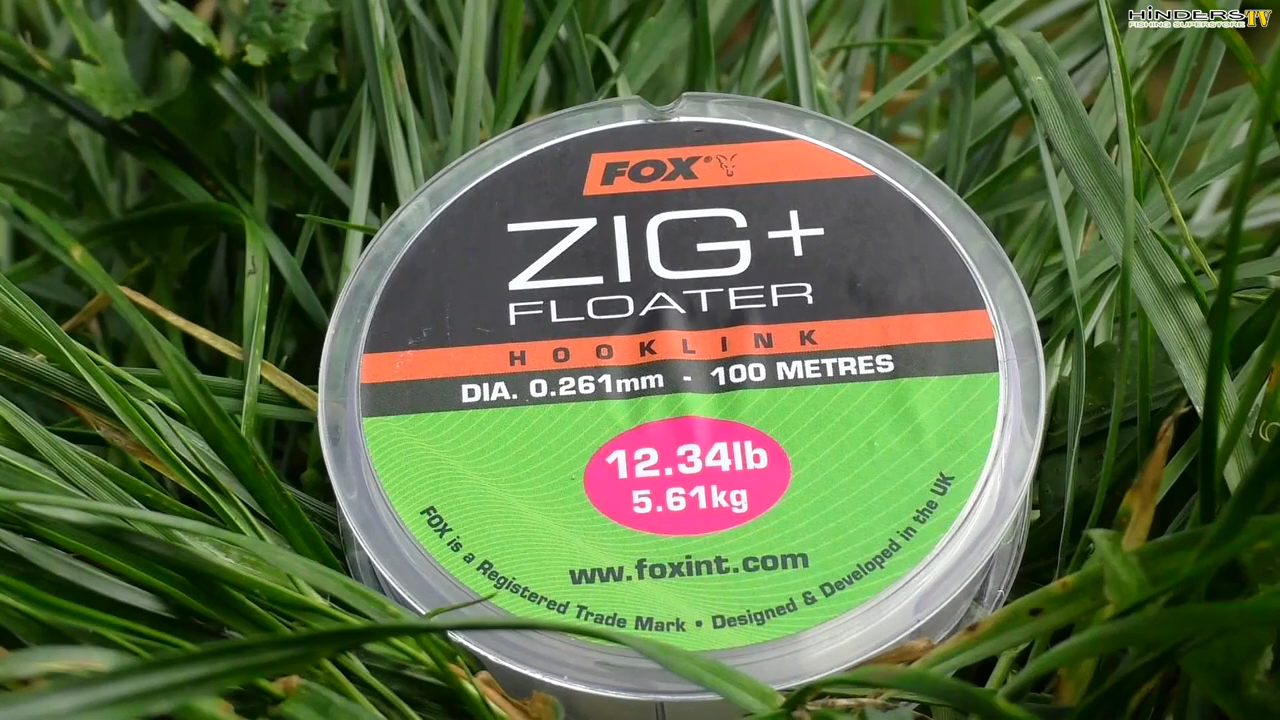 HINDERS TV
FISHING SUPERSTORE
FOX®
ZIG+
FLOATER
HOOKLINK
DIA. 0.261mm - 100 METRES
12.34lb
5.61kg
ww.foxint.com
FOX is a Registered Trade Mark • Designed & Developed in the UK